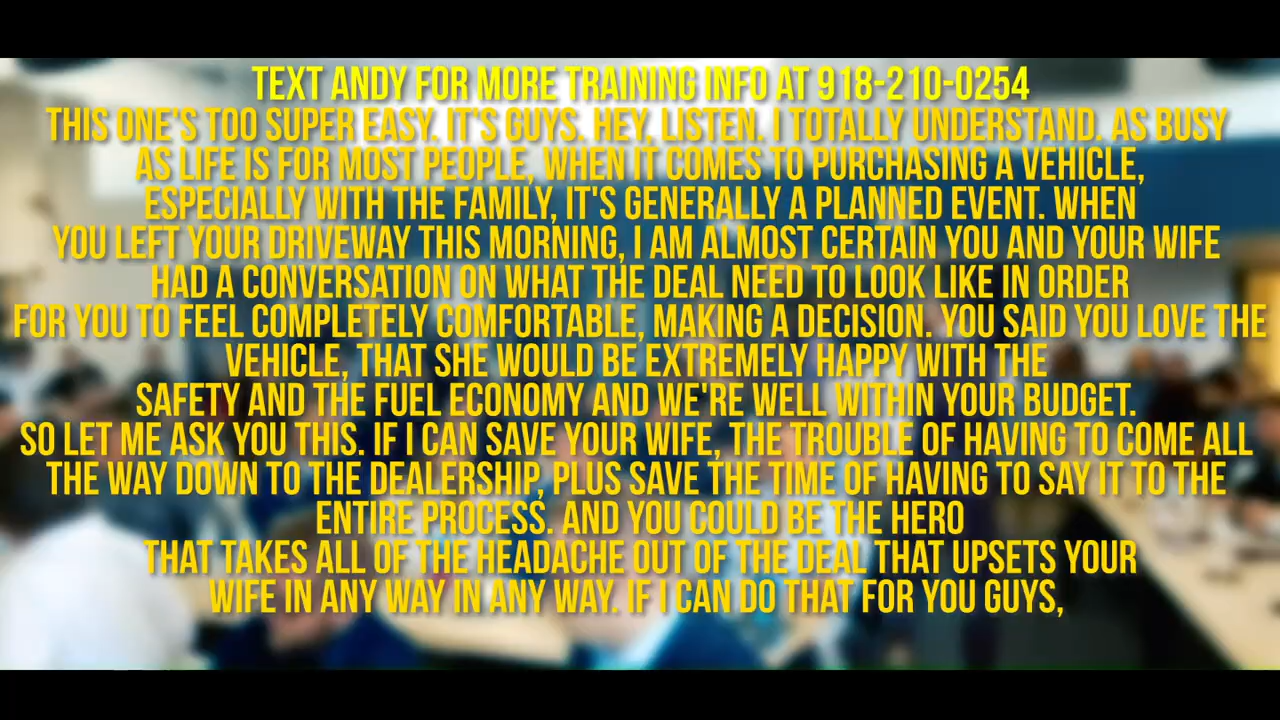 TEXT ANDY FOR MORE TRAINING INFO AT 918-210-0254
THIS ONE'S TOO SUPER EASY. IT'S GUYS. HEY, LISTEN. I TOTALLY UNDERSTAND. AS BUSY
AS LIFE IS FOR MOST PEOPLE, WHEN IT COMES TO PURCHASING A VEHICLE,
ESPECIALLY WITH THE FAMILY, IT'S GENERALLY A PLANNED EVENT. WHEN
YOU LEFT YOUR DRIVEWAY THIS MORNING, I AM ALMOST CERTAIN YOU AND YOUR WIFE
HAD A CONVERSATION ON WHAT THE DEAL NEED TO LOOK LIKE IN ORDER
FOR YOU TO FEEL COMPLETELY COMFORTABLE, MAKING A DECISION. YOU SAID YOU LOVE THE
VEHICLE, THAT SHE WOULD BE EXTREMELY HAPPY WITH THE
SAFETY AND THE FUEL ECONOMY AND WE'RE WELL WITHIN YOUR BUDGET.
SO LET ME ASK YOU THIS. IF I CAN SAVE YOUR WIFE, THE TROUBLE OF HAVING TO COME ALL
THE WAY DOWN TO THE DEALERSHIP, PLUS SAVE THE TIME OF HAVING TO SAY IT TO THE
ENTIRE PROCESS. AND YOU COULD BE THE HERO
THAT TAKES ALL OF THE HEADACHE OUT OF THE DEAL THAT UPSETS YOUR
WIFE IN ANY WAY IN ANY WAY. IF I CAN DO THAT FOR YOU GUYS,